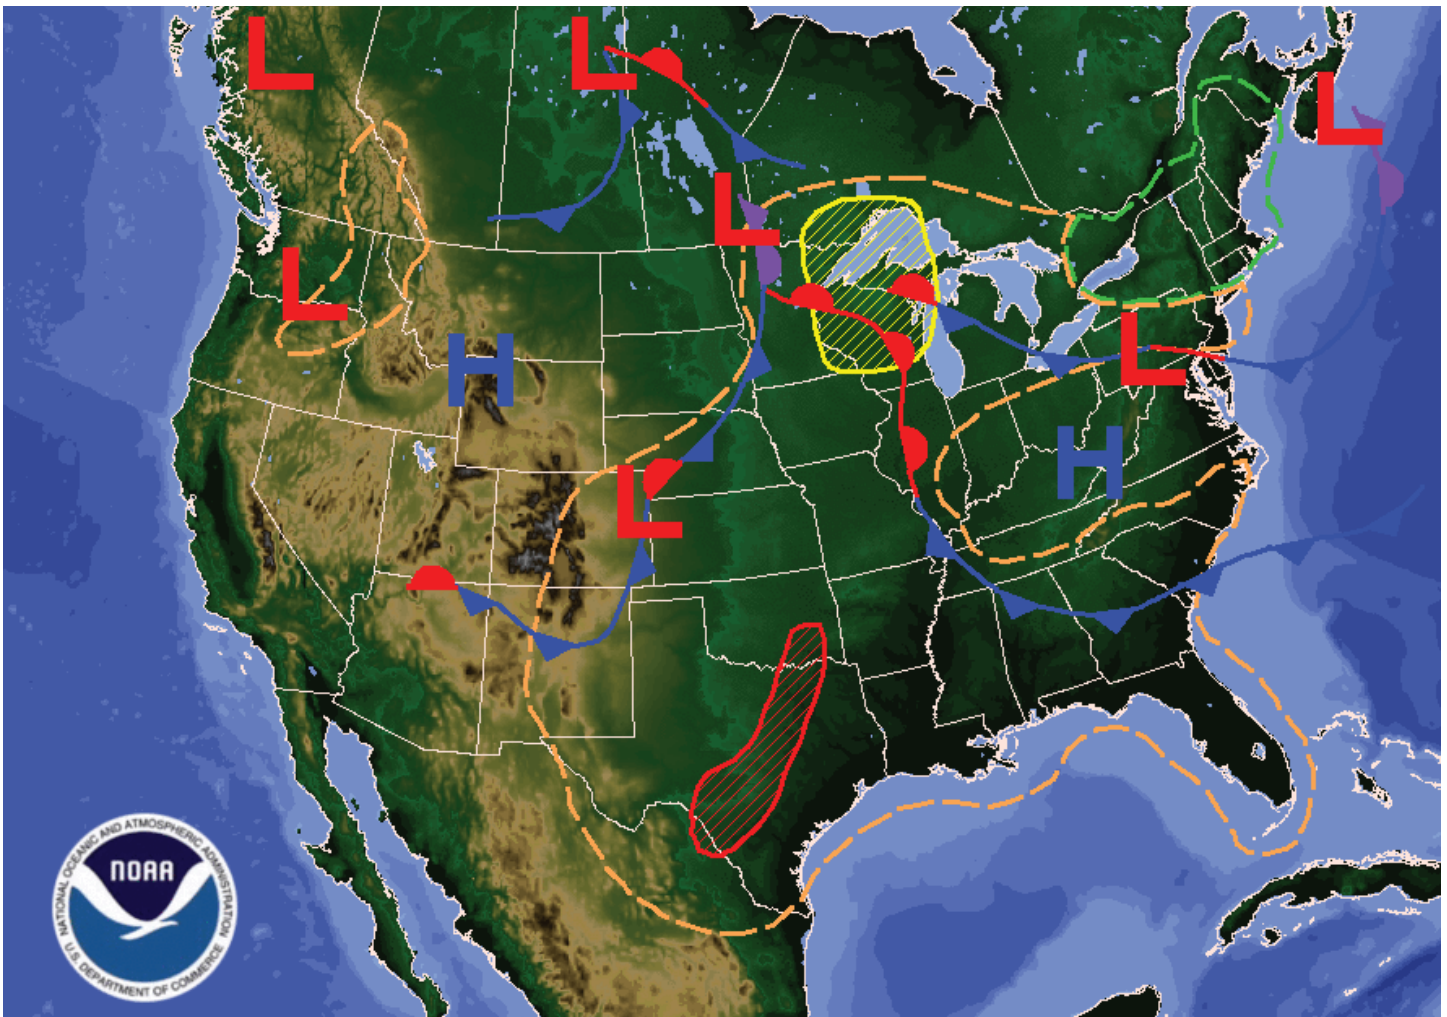 L
L
L
L
L
H
L
H
L
L
NOAA
NATIONAL OCEANIC AND ATMOSPHERIC ADMINISTRATION
U.S. DEPARTMENT OF COMMERCE